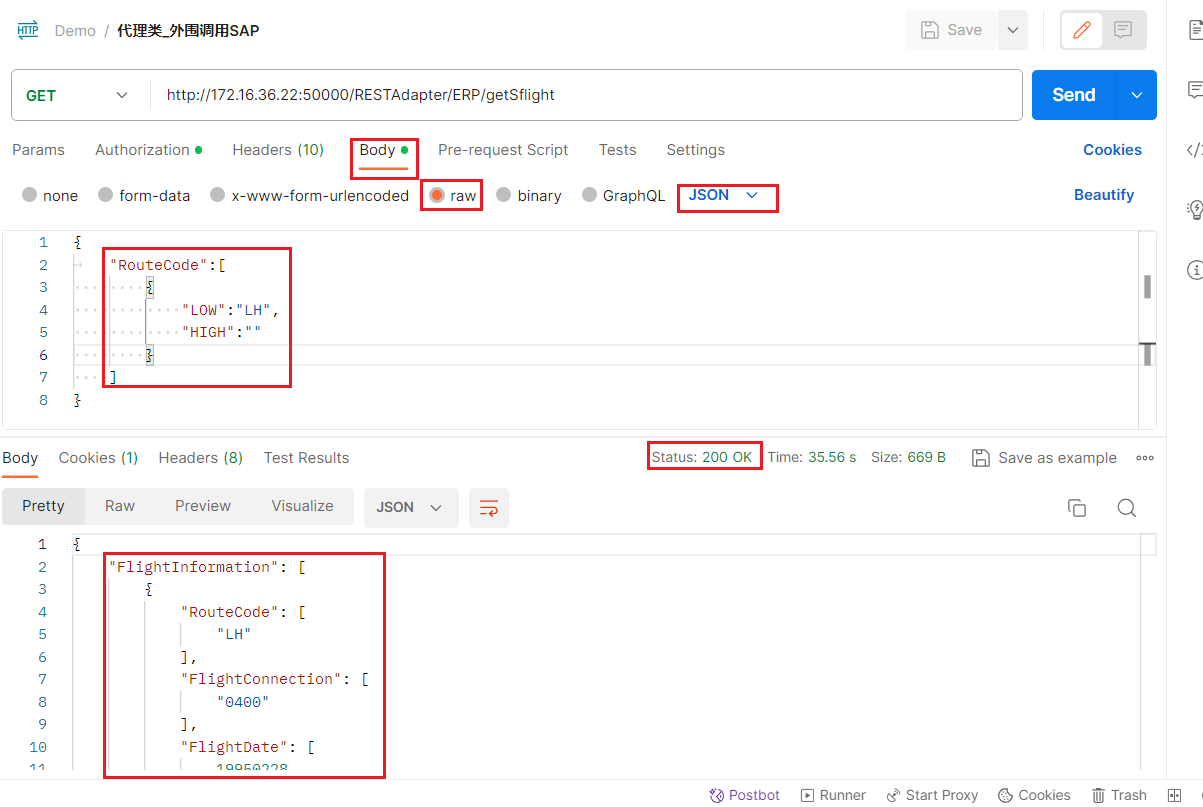 HTTP Demo / 代理类_外围调用SAP Save
GET http://172.16.36.22:50000/RESTAdapter/ERP/getSflight Send
Params Authorization Headers (10) Body Pre-request Script Tests Settings Cookies
none form-data x-www-form-urlencoded raw binary GraphQL JSON Beautify
1 {
2 "RouteCode":[
3 {
4 "LOW":"LH",
5 "HIGH":""
6 }
7 ]
8 }
Body Cookies (1) Headers (8) Test Results Status: 200 OK Time: 35.56 s Size: 669 B Save as example
Pretty Raw Preview Visualize JSON
1 {
2 "FlightInformation": [
3 {
4 "RouteCode": [
5 "LH"
6 ],
7 "FlightConnection": [
8 "0400"
9 ],
10 "FlightDate": [
11 19950228
Postbot Runner Start Proxy Cookies Trash